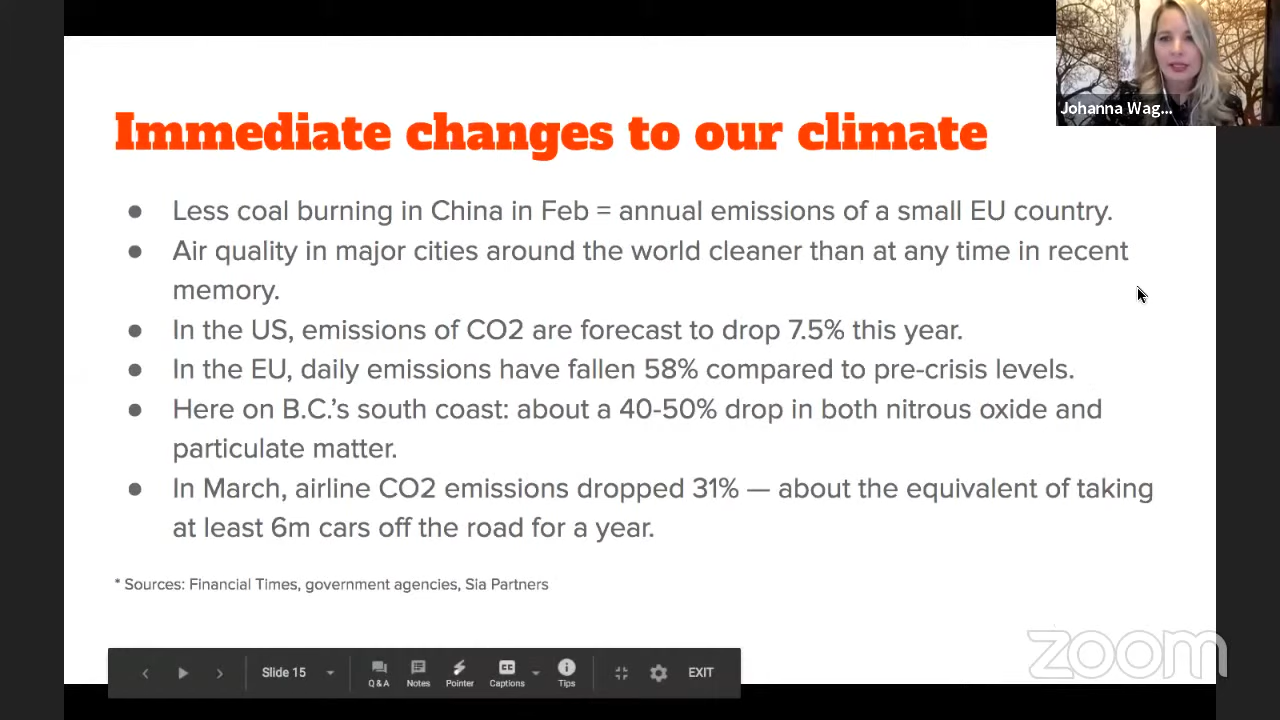 Johanna Wag...
Immediate changes to our climate
● Less coal burning in China in Feb = annual emissions of a small EU country.
● Air quality in major cities around the world cleaner than at any time in recent
memory.
● In the US, emissions of CO2 are forecast to drop 7.5% this year.
● In the EU, daily emissions have fallen 58% compared to pre-crisis levels.
● Here on B.C.’s south coast: about a 40-50% drop in both nitrous oxide and
particulate matter.
● In March, airline CO2 emissions dropped 31% — about the equivalent of taking
at least 6m cars off the road for a year.
* Sources: Financial Times, government agencies, Sia Partners
zoom
Slide 15
Q & A
Notes
Pointer
CC
Captions
Tips
EXIT